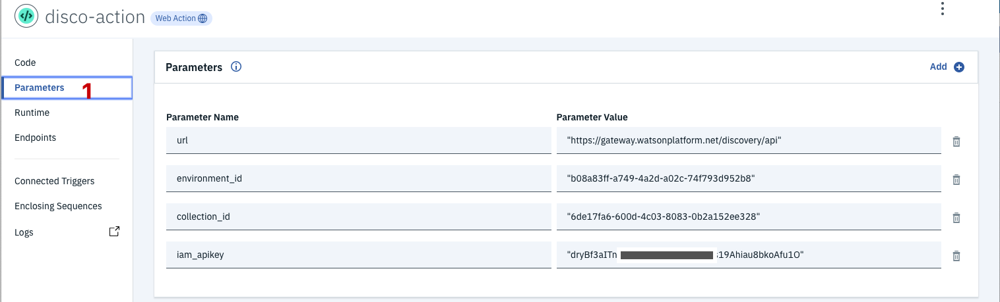 disco-action Web Action
Code
Parameters 1
Runtime
Endpoints
Connected Triggers
Enclosing Sequences
Logs
Parameters
Add
Parameter Name Parameter Value
url "https://gateway.watsonplatform.net/discovery/api"
environment_id "b08a83ff-a749-4a2d-a02c-74f793d952b8"
collection_id "6de17fa6-600d-4c03-8083-0b2a152ee328"
iam_apikey "dryBf3aITn s19Ahiau8bkoAfu1O"